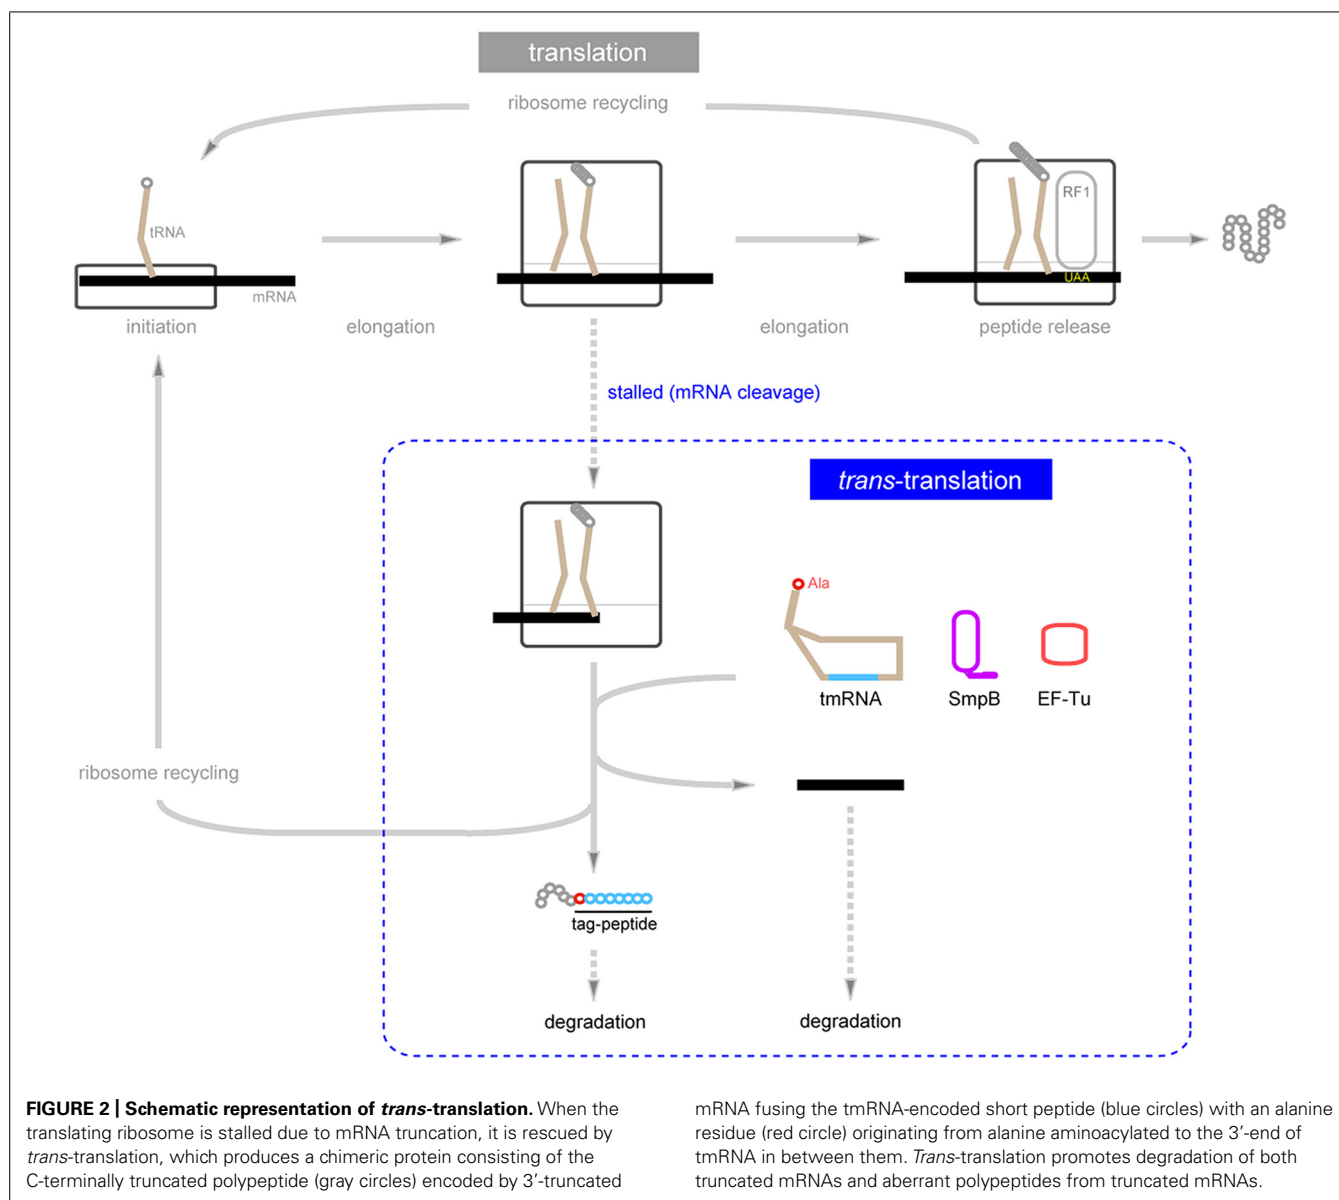 translation
ribosome recycling
tRNA
mRNA
RF1
UAA
initiation
elongation
elongation
peptide release
stalled (mRNA cleavage)
trans-translation
Ala
tmRNA
SmpB
EF-Tu
ribosome recycling
tag-peptide
degradation
degradation
FIGURE 2 | Schematic representation of trans-translation. When the
translating ribosome is stalled due to mRNA truncation, it is rescued by
trans-translation, which produces a chimeric protein consisting of the
C-terminally truncated polypeptide (gray circles) encoded by 3'-truncated
mRNA fusing the tmRNA-encoded short peptide (blue circles) with an alanine
residue (red circle) originating from alanine aminoacylated to the 3'-end of
tmRNA in between them. Trans-translation promotes degradation of both
truncated mRNAs and aberrant polypeptides from truncated mRNAs.